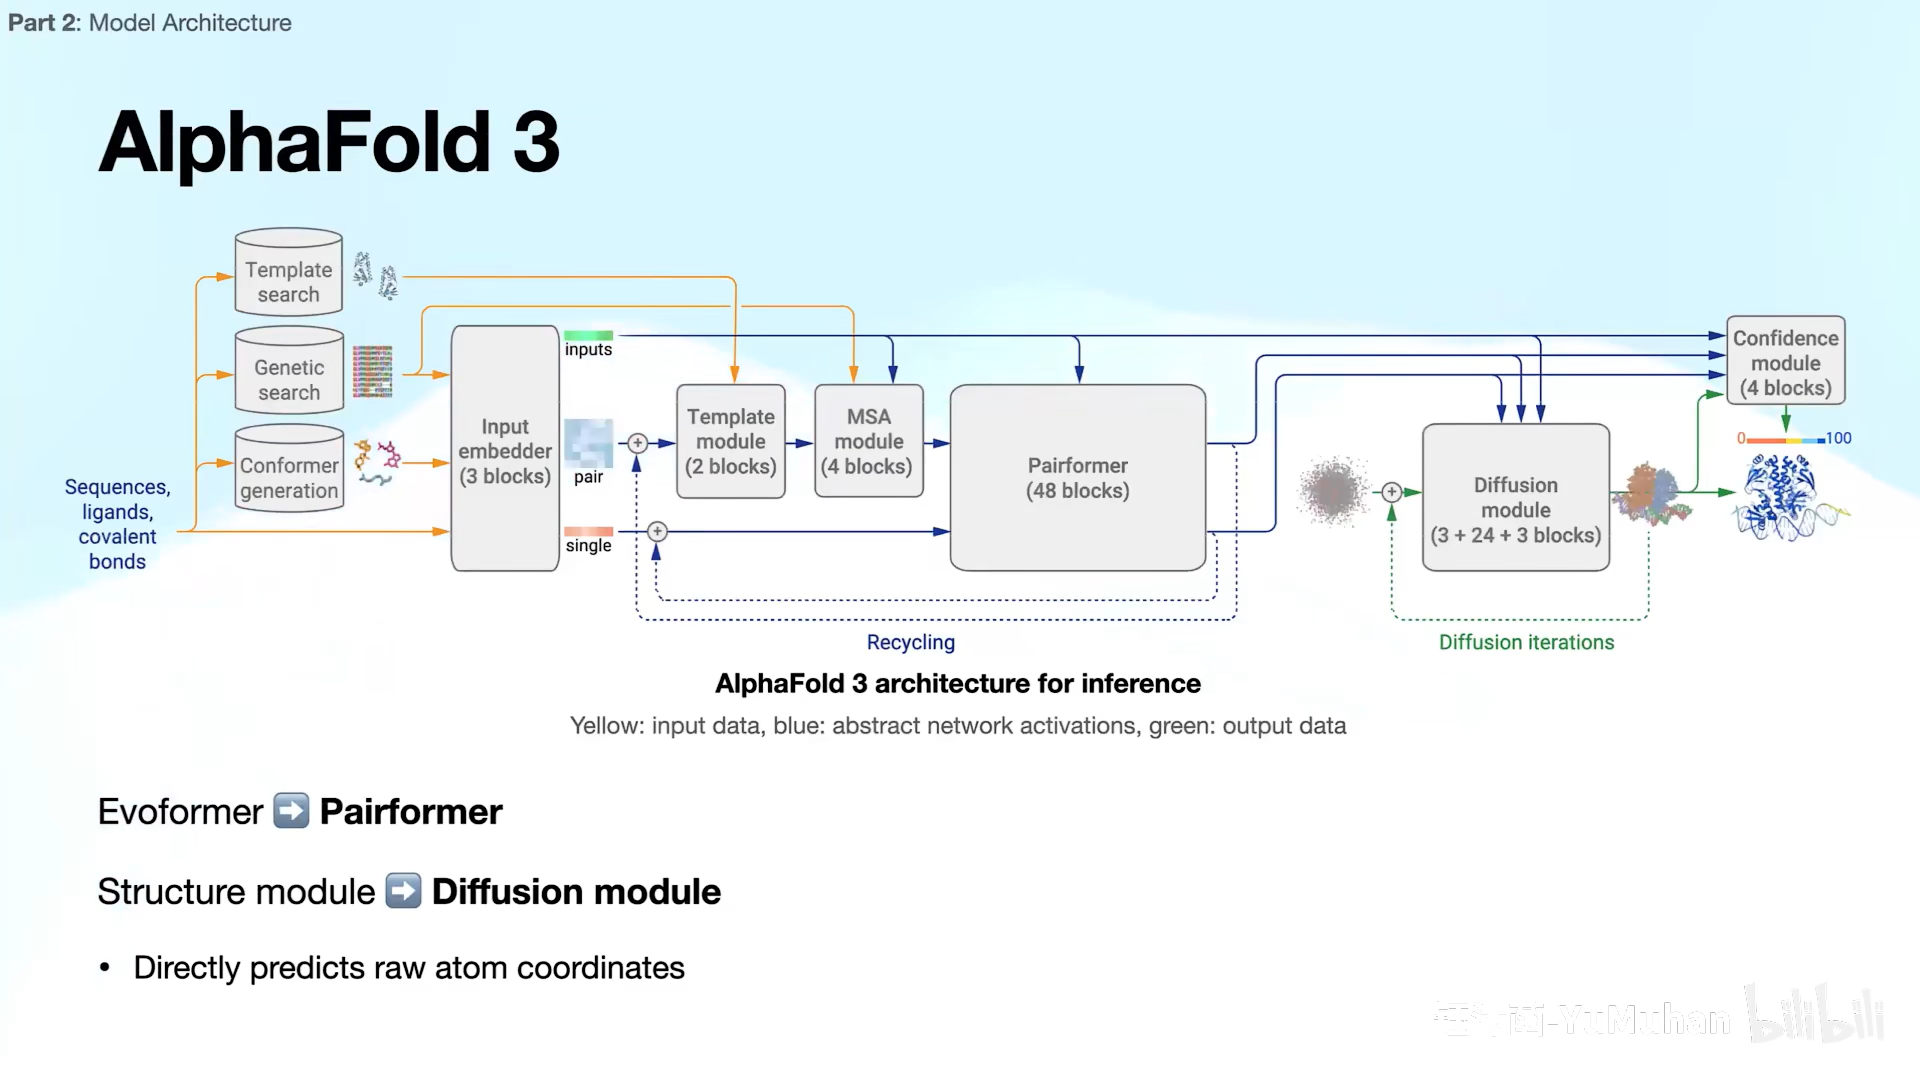 Part 2: Model Architecture
AlphaFold 3
Template
search
Genetic
search
Conformer
generation
Sequences,
ligands,
covalent
bonds
Input
embedder
(3 blocks)
inputs
pair
single
Template
module
(2 blocks)
MSA
module
(4 blocks)
Pairformer
(48 blocks)
Recycling
Diffusion
module
(3 + 24 + 3 blocks)
Diffusion iterations
Confidence
module
(4 blocks)
0
100
AlphaFold 3 architecture for inference
Yellow: input data, blue: abstract network activations, green: output data
Evoformer ➡ Pairformer
Structure module ➡ Diffusion module
• Directly predicts raw atom coordinates
-YuMuhan
bilibili